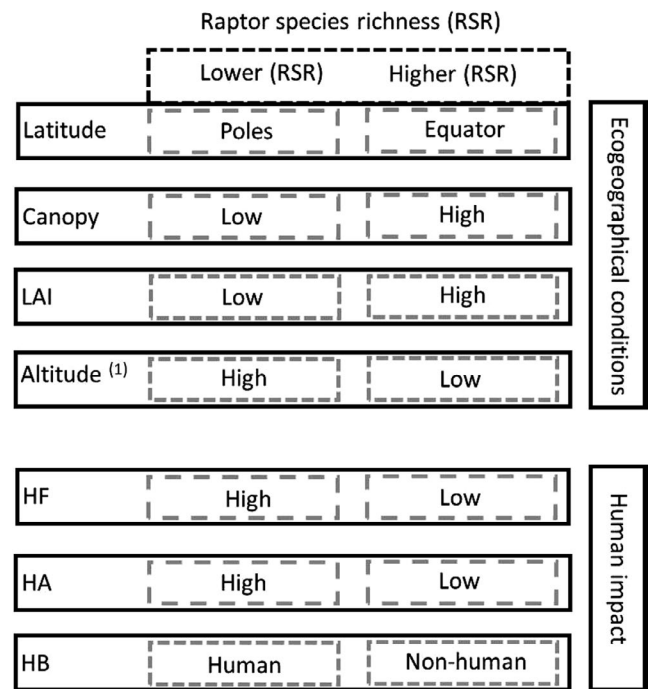 Raptor species richness (RSR)
Lower (RSR) Higher (RSR)
Latitude Poles Equator
Canopy Low High
LAI Low High
Altitude (1) High Low
Ecogeographical conditions
HF High Low
HA High Low
HB Human Non-human
Human impact